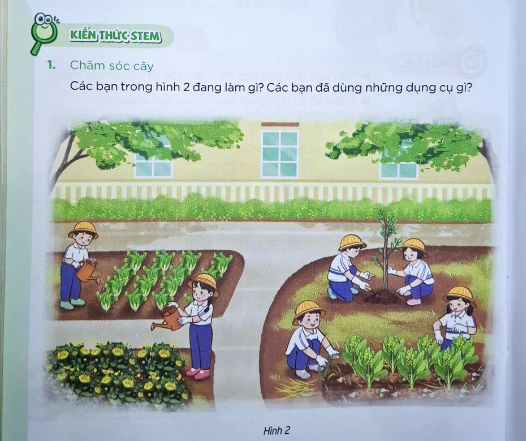 KIẾN THỨC STEM
1. Chăm sóc cây
Các bạn trong hình 2 đang làm gì? Các bạn đã dùng những dụng cụ gì?
Hình 2